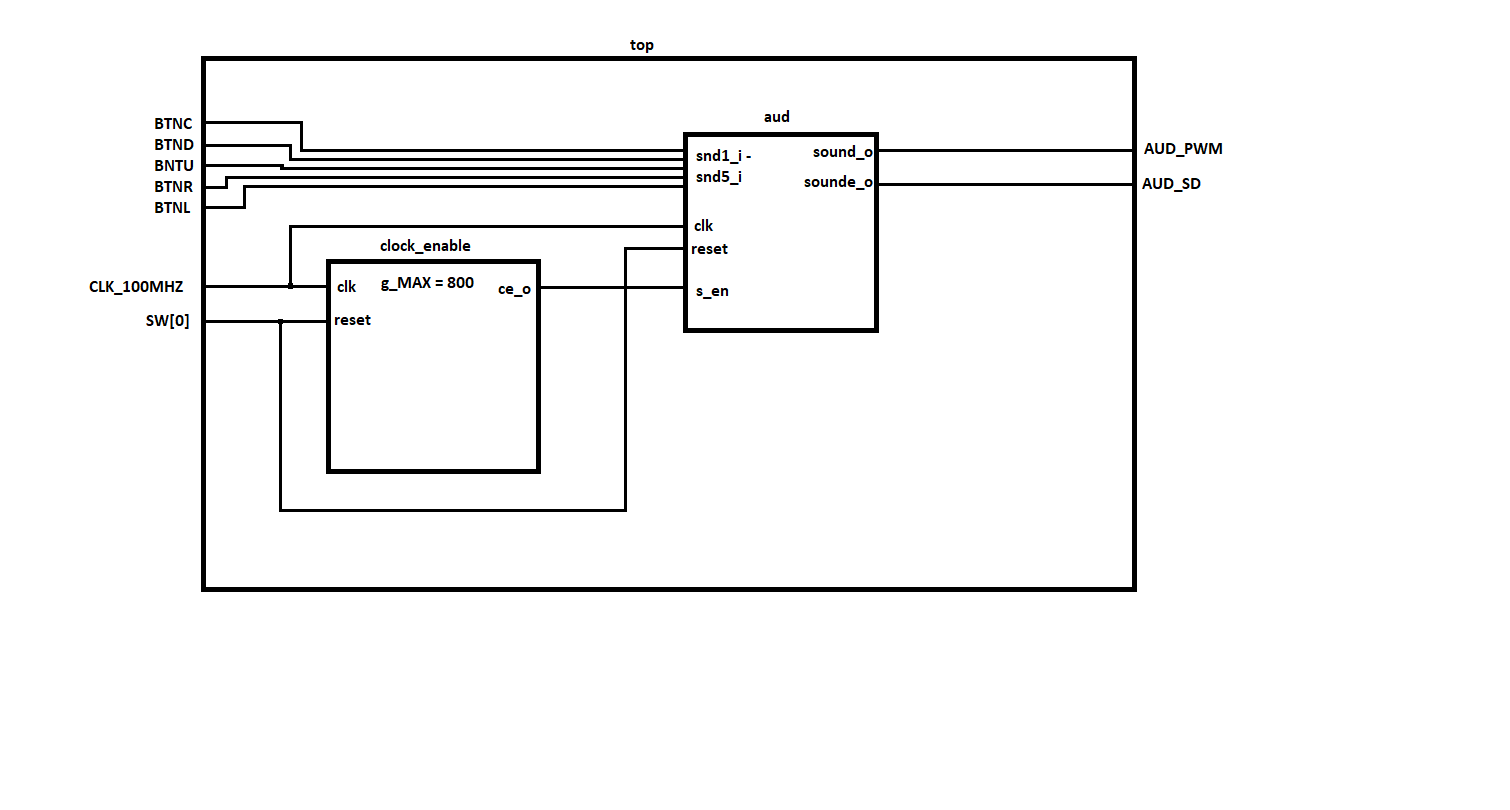 top
aud
BTNC
BTND
BNTU
BTNR
BTNL
snd1_i -
snd5_i
sound_o
sounde_o
AUD_PWM
AUD_SD
clk
reset
s_en
clock_enable
CLK_100MHZ
SW[0]
clk
g_MAX = 800
ce_o
reset